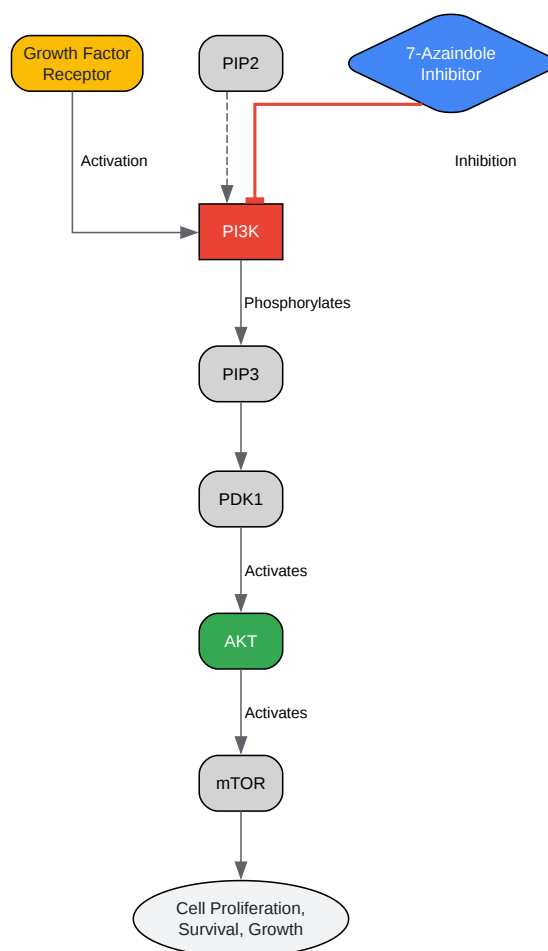 Growth Factor
Receptor
PIP2
7-Azaindole
Inhibitor
Activation
Inhibition
PI3K
Phosphorylates
PIP3
PDK1
Activates
AKT
Activates
mTOR
Cell Proliferation,
Survival, Growth